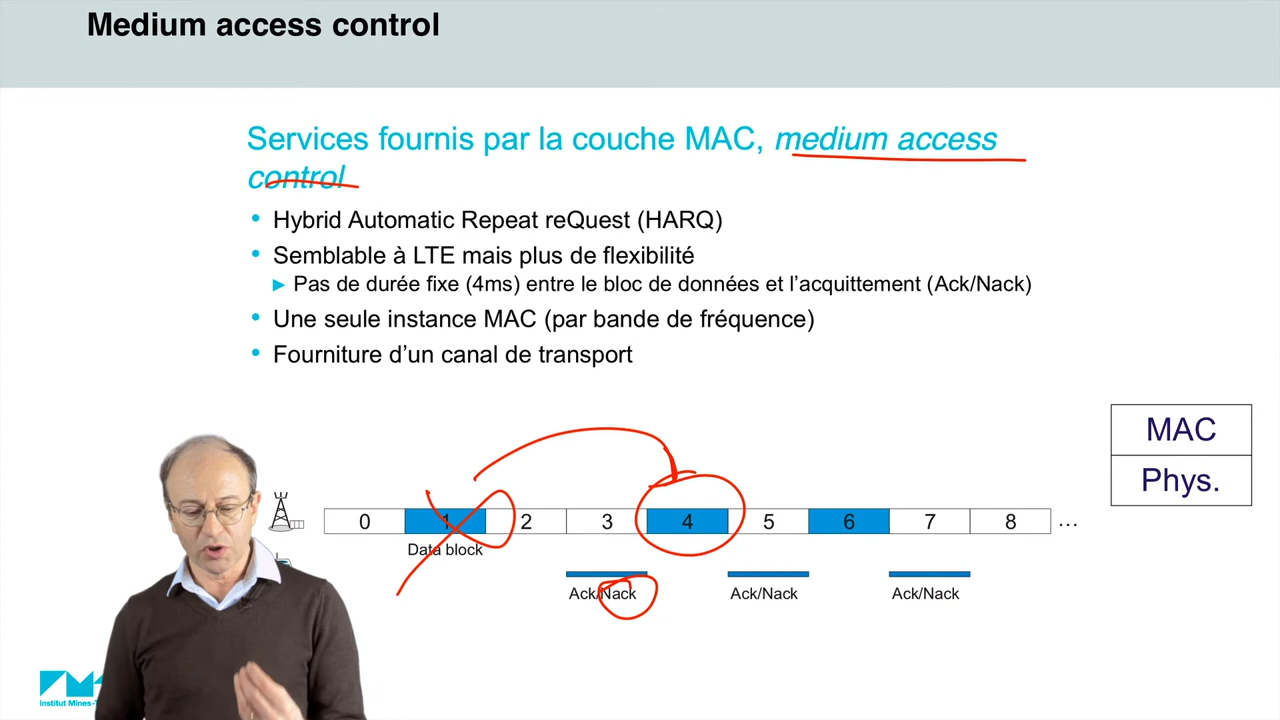 Medium access control
Services fournis par la couche MAC, medium access
control
• Hybrid Automatic Repeat reQuest (HARQ)
• Semblable à LTE mais plus de flexibilité
► Pas de durée fixe (4ms) entre le bloc de données et l’acquittement (Ack/Nack)
• Une seule instance MAC (par bande de fréquence)
• Fourniture d’un canal de transport
MAC
Phys.
0 1 2 3 4 5 6 7 8 ...
Data block
Ack/Nack Ack/Nack Ack/Nack
Institut Mines-